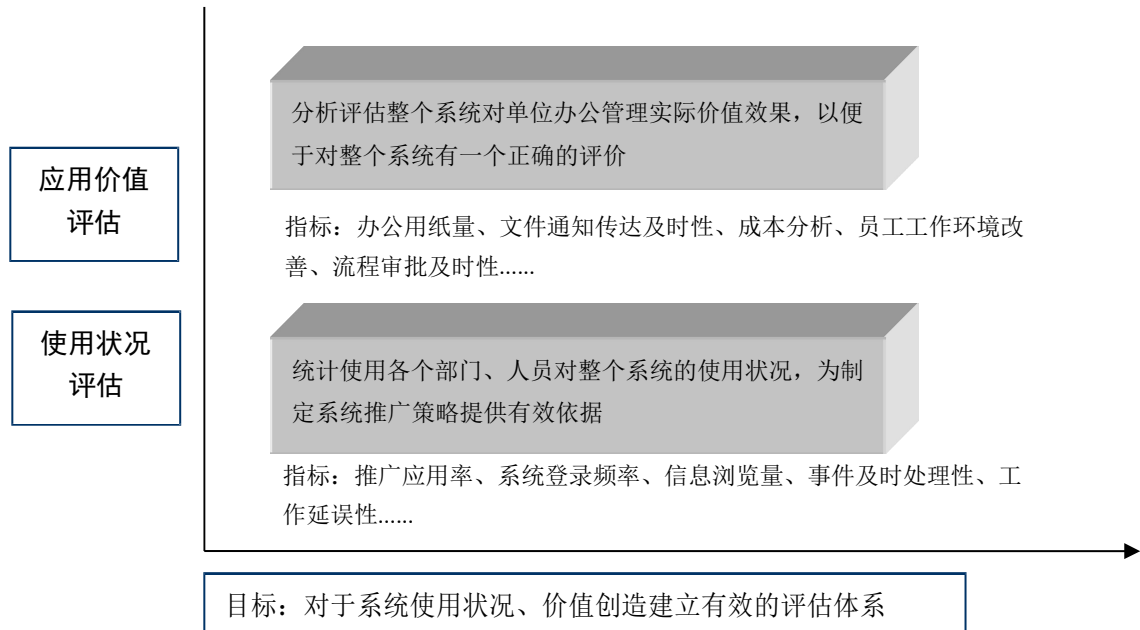 分析评估整个系统对单位办公管理实际价值效果，以便
于对整个系统有一个正确的评价
应用价值
评估
指标：办公用纸量、文件通知传达及时性、成本分析、员工工作环境改
善、流程审批及时性......
使用状况
评估
统计使用各个部门、人员对整个系统的使用状况，为制
定系统推广策略提供有效依据
指标：推广应用率、系统登录频率、信息浏览量、事件及时处理性、工
作延误性......
目标：对于系统使用状况、价值创造建立有效的评估体系